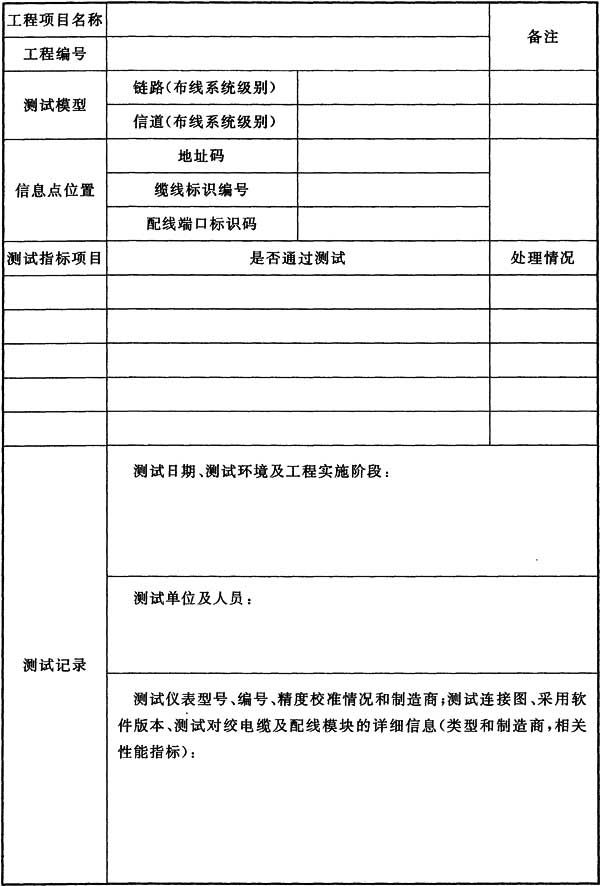 工程项目名称
备注
工程编号
测试模型
链路(布线系统级别)
信道(布线系统级别)
信息点位置
地址码
缆线标识编号
配线端口标识码
测试指标项目
是否通过测试
处理情况
测试记录
测试日期、测试环境及工程实施阶段:
测试单位及人员:
测试仪表型号、编号、精度校准情况和制造商;测试连接图、采用软
件版本、测试对绞电缆及配线模块的详细信息(类型和制造商,相关
性能指标):